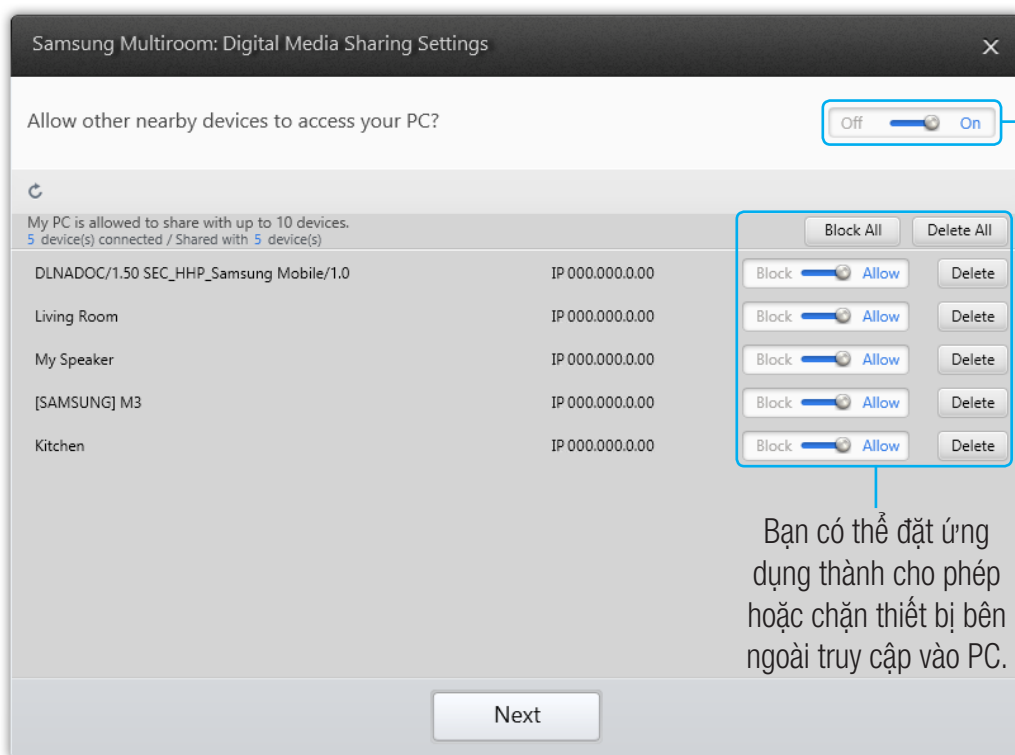 Samsung Multiroom: Digital Media Sharing Settings
Allow other nearby devices to access your PC?
Off On
My PC is allowed to share with up to 10 devices.
5 device(s) connected / Shared with 5 device(s)
Block All Delete All
DLNADOC/1.50 SEC_HHP_Samsung Mobile/1.0 IP 000.000.0.00 Block Allow Delete
Living Room IP 000.000.0.00 Block Allow Delete
My Speaker IP 000.000.0.00 Block Allow Delete
[SAMSUNG] M3 IP 000.000.0.00 Block Allow Delete
Kitchen IP 000.000.0.00 Block Allow Delete
Bạn có thể đặt ứng
dụng thành cho phép
hoặc chặn thiết bị bên
ngoài truy cập vào PC.
Next